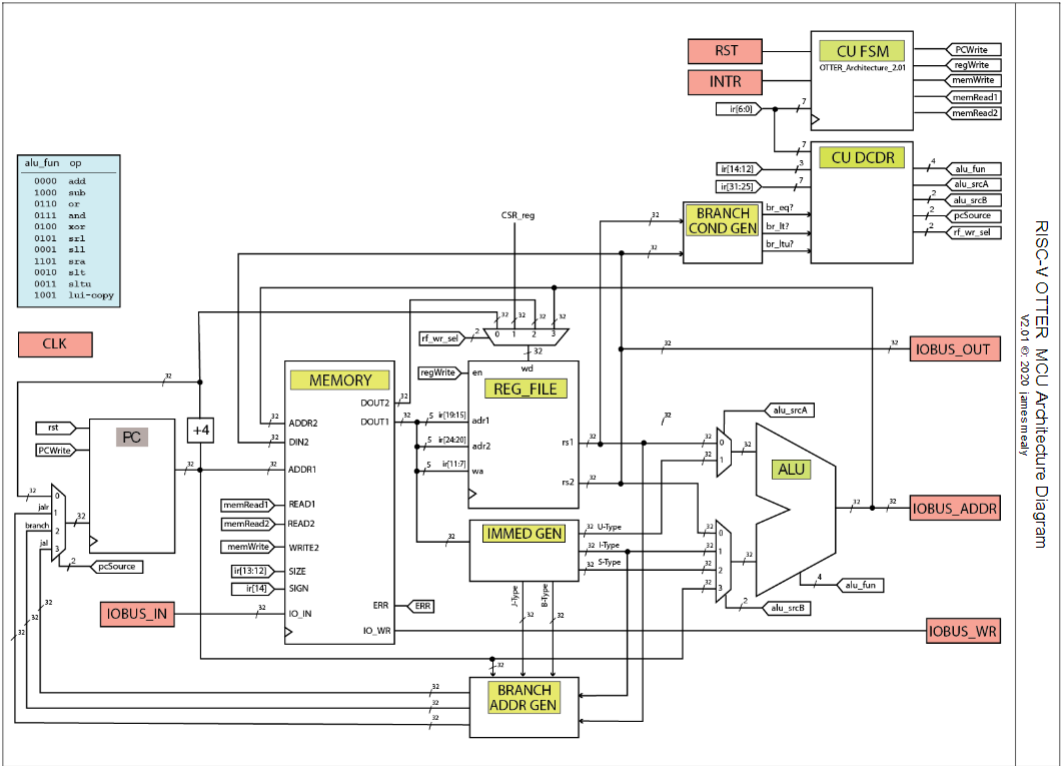 RST
CU FSM
OTTER_Architecture_2.01
PCWrite
regWrite
memWrite
memRead1
memRead2
INTR
ir[6:0]
7
7
CU DCDR
ir[14:12]
3
ir[31:25]
7
4
alu_fun
alu_srcA
2
alu_srcB
2
pcSource
2
rf_wr_sel
BRANCH
COND GEN
br_eq?
br_lt?
br_ltu?
32
32
alu_fun op
0000 add
1000 sub
0110 or
0111 and
0100 xor
0101 srl
0001 sll
1101 sra
0010 slt
0011 sltu
1001 lui-copy
CLK
CSR_reg
32
32
32
32
rf_wr_sel
2
0
1
2
3
32
wd
regWrite
en
REG_FILE
5
ir[19:15]
adr1
5
ir[24:20]
adr2
5
ir[11:7]
wa
rs1
32
rs2
32
MEMORY
DOUT2
32
DOUT1
32
32
ADDR2
32
DIN2
32
ADDR1
memRead1
READ1
memRead2
READ2
memWrite
WRITE2
ir[13:12]
SIZE
ir[14]
SIGN
IOBUS_IN
32
IO_IN
ERR
ERR
IO_WR
32
+4
rst
PC
PCWrite
32
32
0
jalr
1
branch
2
jal
3
32
2
pcSource
32
32
32
32
IMMED GEN
U-Type
32
I-Type
32
S-Type
32
J-Type
B-Type
32
32
32
BRANCH
ADDR GEN
32
32
32
32
32
IOBUS_OUT
32
alu_srcA
32
0
1
32
ALU
32
32
IOBUS_ADDR
32
0
1
2
3
32
4
alu_fun
2
alu_srcB
IOBUS_WR
RISC-V OTTER MCU Architecture Diagram
V2.01 ©: 2020 james mealy